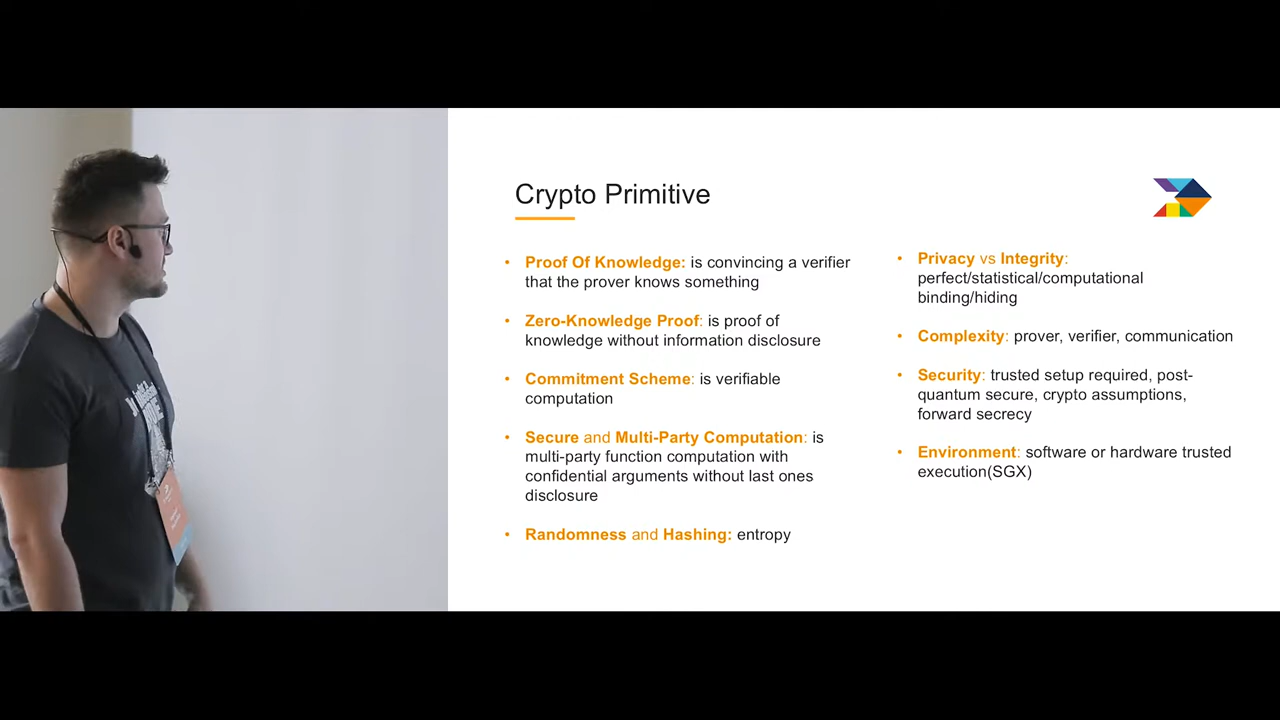 Crypto Primitive
• Proof Of Knowledge: is convincing a verifier
that the prover knows something
• Zero-Knowledge Proof: is proof of
knowledge without information disclosure
• Commitment Scheme: is verifiable
computation
• Secure and Multi-Party Computation: is
multi-party function computation with
confidential arguments without last ones
disclosure
• Randomness and Hashing: entropy
• Privacy vs Integrity:
perfect/statistical/computational
binding/hiding
• Complexity: prover, verifier, communication
• Security: trusted setup required, post-
quantum secure, crypto assumptions,
forward secrecy
• Environment: software or hardware trusted
execution(SGX)